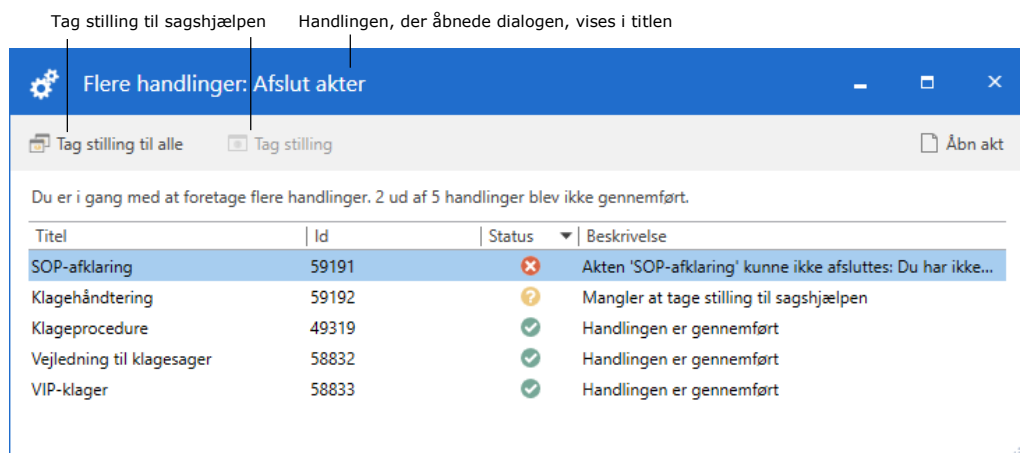 Tag stilling til sagshjælpen Handlingen, der åbnede dialogen, vises i titlen
Flere handlinger: Afslut akter
Tag stilling til alle Tag stilling Åbn akt
Du er i gang med at foretage flere handlinger. 2 ud af 5 handlinger blev ikke gennemført.
Titel Id Status Beskrivelse
SOP-afklaring 59191 Akten 'SOP-afklaring' kunne ikke afsluttes: Du har ikke...
Klagehåndtering 59192 Mangler at tage stilling til sagshjælpen
Klageprocedure 49319 Handlingen er gennemført
Vejledning til klagesager 58832 Handlingen er gennemført
VIP-klager 58833 Handlingen er gennemført